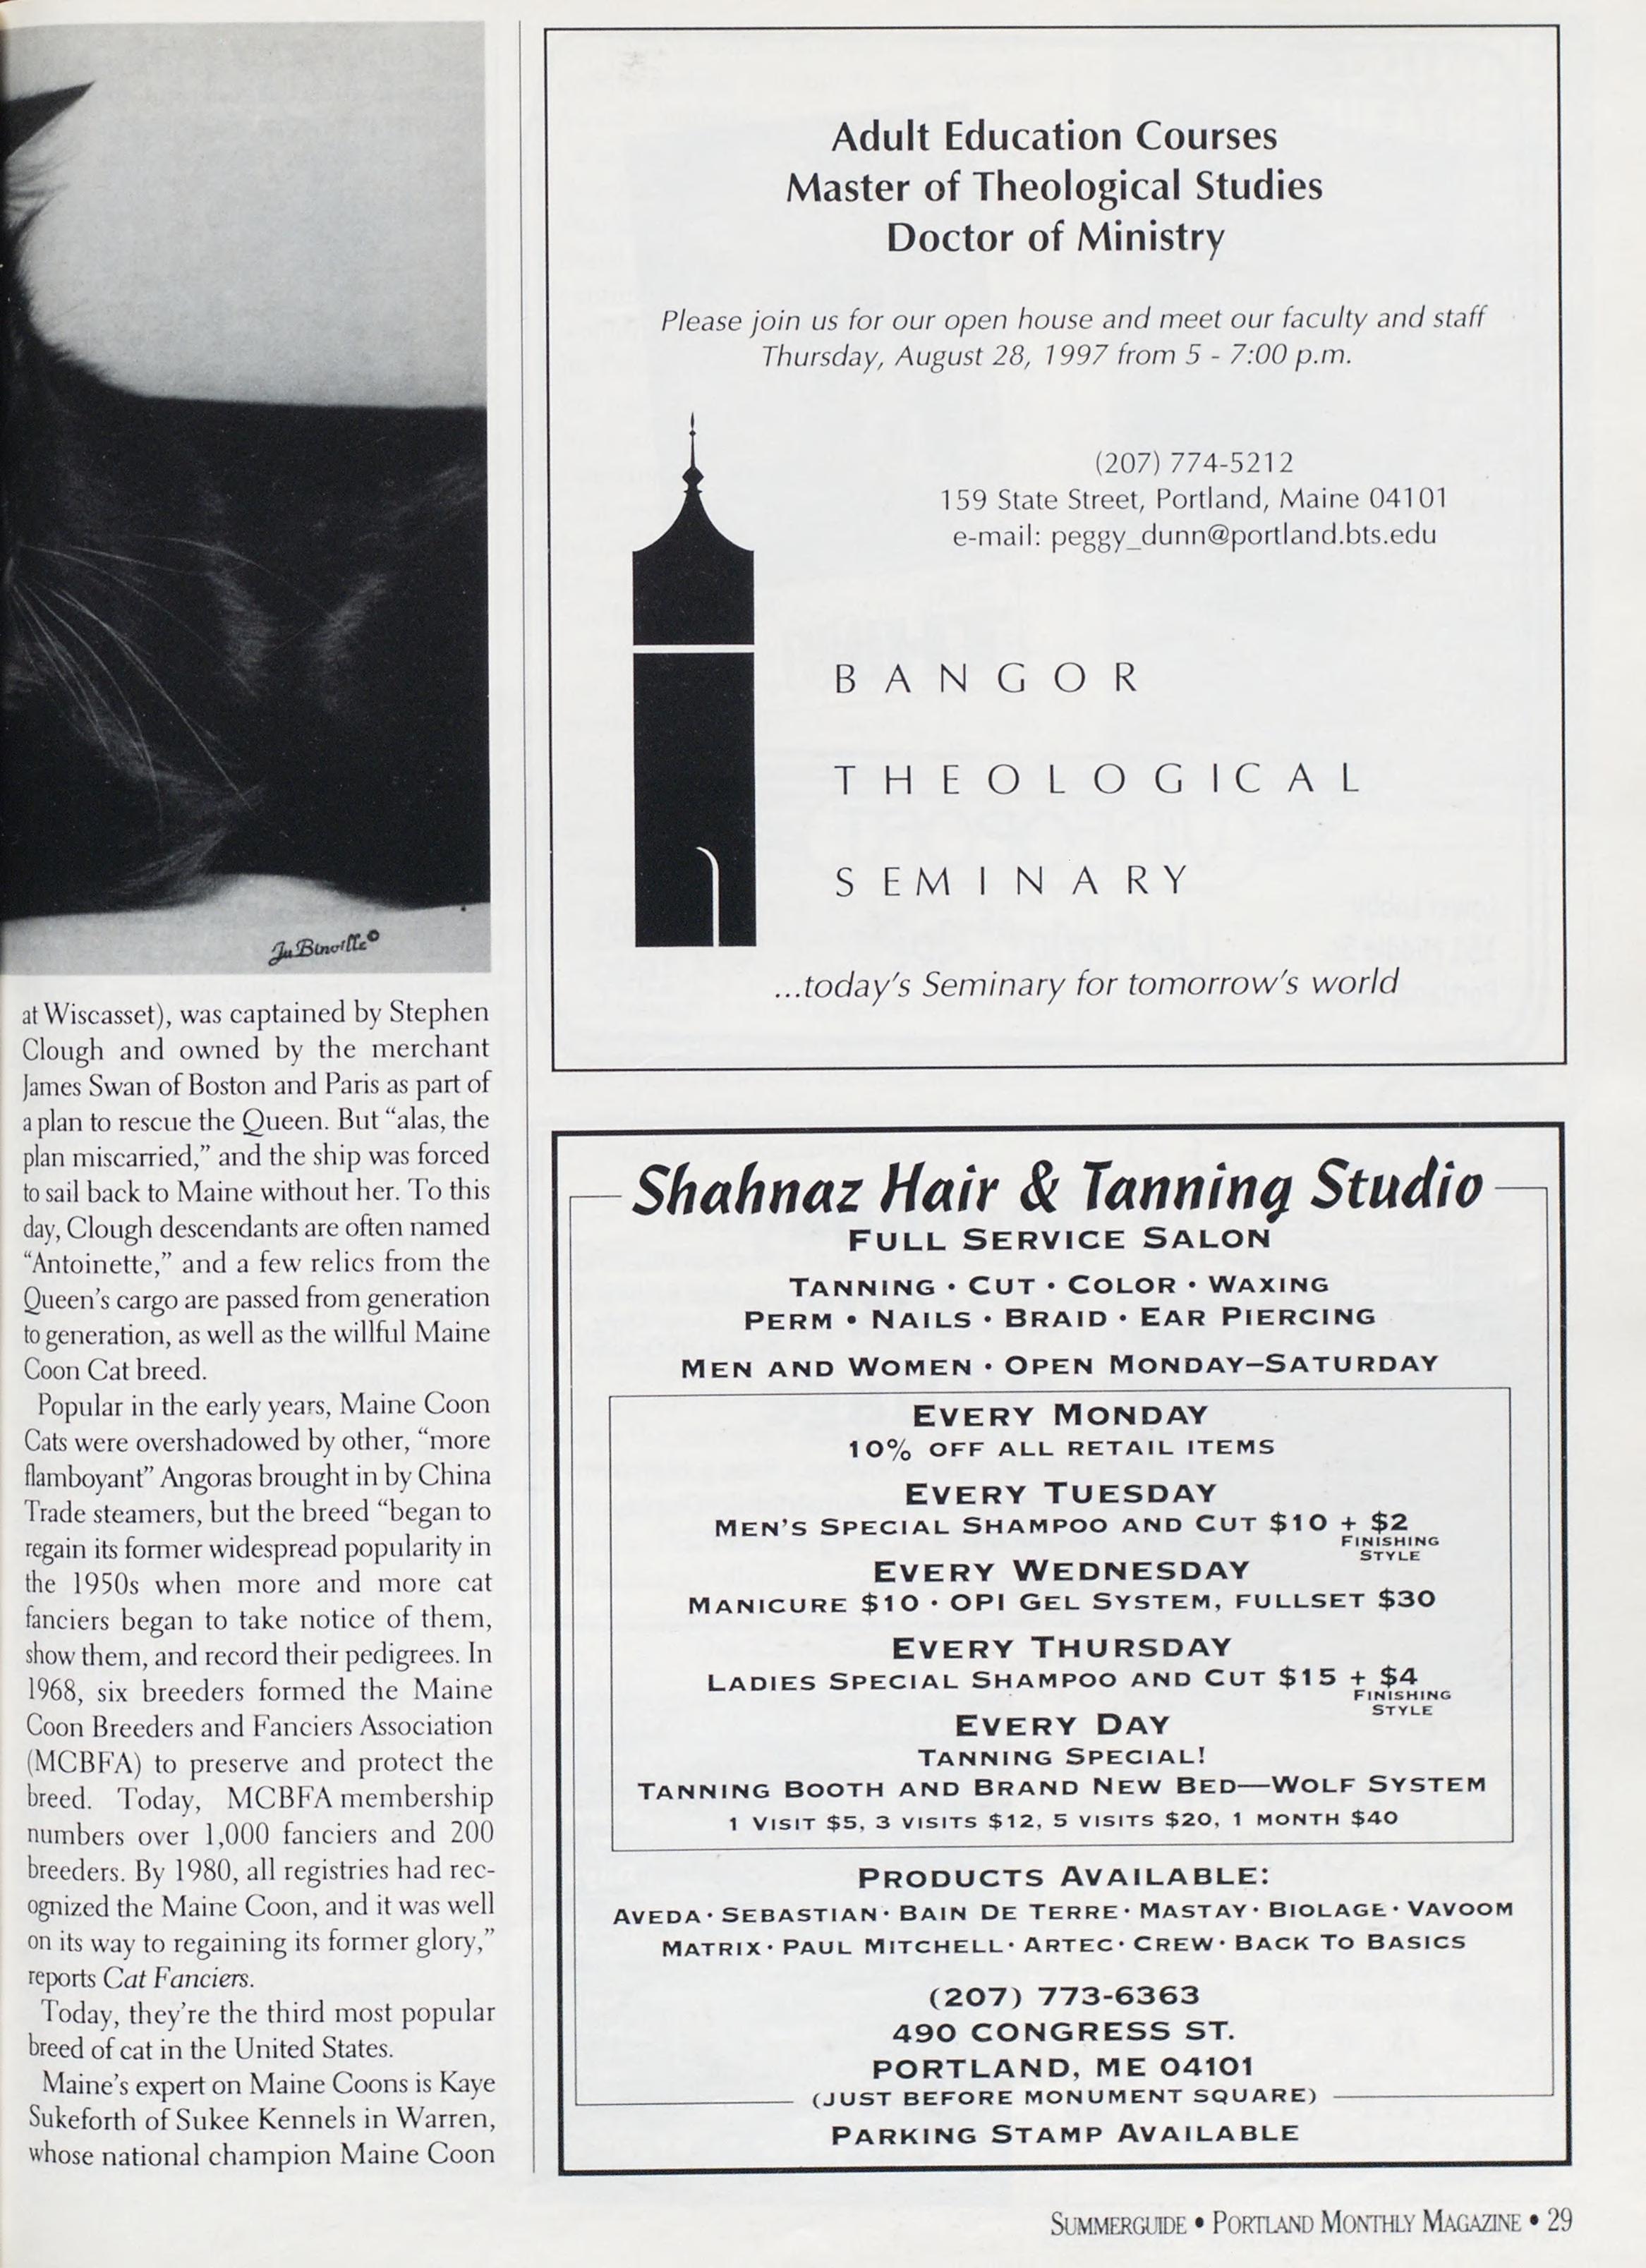 Ju Binville©
at Wiscasset), was captained by Stephen
Clough and owned by the merchant
James Swan of Boston and Paris as part of
a plan to rescue the Queen. But “alas, the
plan miscarried,” and the ship was forced
to sail back to Maine without her. To this
day, Clough descendants are often named
“Antoinette,” and a few relics from the
Queen’s cargo are passed from generation
to generation, as well as the willful Maine
Coon Cat breed.
Popular in the early years, Maine Coon
Cats were overshadowed by other, “more
flamboyant” Angoras brought in by China
Trade steamers, but the breed “began to
regain its former widespread popularity in
the 1950s when more and more cat
fanciers began to take notice of them,
show them, and record their pedigrees. In
1968, six breeders formed the Maine
Coon Breeders and Fanciers Association
(MCBFA) to preserve and protect the
breed. Today, MCBFA membership
numbers over 1,000 fanciers and 200
breeders. By 1980, all registries had rec-
ognized the Maine Coon, and it was well
on its way to regaining its former glory,”
reports Cat Fanciers.
Today, they’re the third most popular
breed of cat in the United States.
Maine’s expert on Maine Coons is Kaye
Sukeforth of Sukee Kennels in Warren,
whose national champion Maine Coon
Adult Education Courses
Master of Theological Studies
Doctor of Ministry
Please join us for our open house and meet our faculty and staff
Thursday, August 28, 1997 from 5 - 7:00 p.m.
(207) 774-5212
159 State Street, Portland, Maine 04101
e-mail: peggy_dunn@portland.bts.edu
BANGOR
THEOLOGICAL
SEMINARY
...today’s Seminary for tomorrow’s world
Shahnaz Hair & Tanning Studio
FULL SERVICE SALON
TANNING • CUT • COLOR • WAXING
PERM • NAILS • BRAID • EAR PIERCING
MEN AND WOMEN • OPEN MONDAY–SATURDAY
EVERY MONDAY
10% OFF ALL RETAIL ITEMS
EVERY TUESDAY
MEN’S SPECIAL SHAMPOO AND CUT $10 + $2
FINISHING
STYLE
EVERY WEDNESDAY
MANICURE $10 • OPI GEL SYSTEM, FULLSET $30
EVERY THURSDAY
LADIES SPECIAL SHAMPOO AND CUT $15 + $4
FINISHING
STYLE
EVERY DAY
TANNING SPECIAL!
TANNING BOOTH AND BRAND NEW BED—WOLF SYSTEM
1 VISIT $5, 3 VISITS $12, 5 VISITS $20, 1 MONTH $40
PRODUCTS AVAILABLE:
AVEDA • SEBASTIAN • BAIN DE TERRE • MASTAY • BIOLAGE • VAVOOM
MATRIX • PAUL MITCHELL • ARTEC • CREW • BACK TO BASICS
(207) 773-6363
490 CONGRESS ST.
PORTLAND, ME 04101
(JUST BEFORE MONUMENT SQUARE)
PARKING STAMP AVAILABLE
SUMMERGUIDE • PORTLAND MONTHLY MAGAZINE • 29